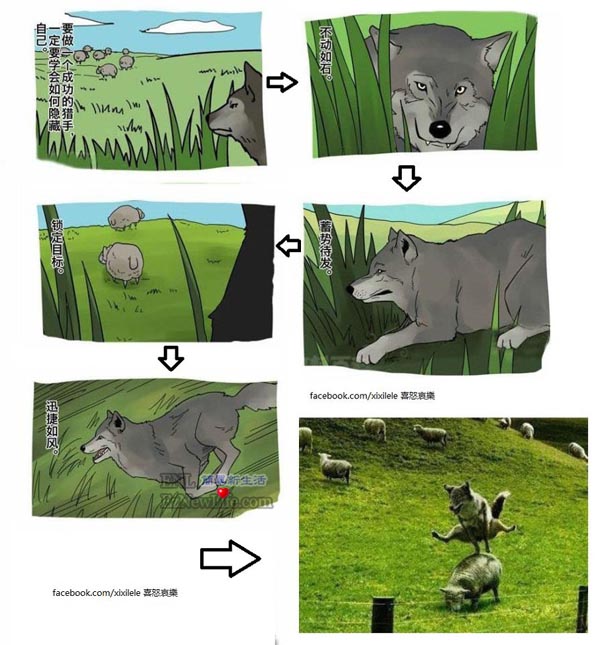 要做一个成功的猎手
一定要学会如何隐藏
自己。
不动如石。
蓄势待发。
锁定目标。
迅捷如风。
facebook.com/xixilele 喜怒哀樂
facebook.com/xixilele 喜怒哀樂